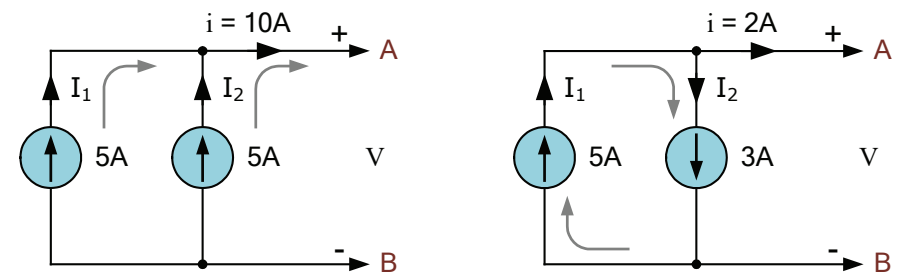 i = 10A
+
A
I₁
I₂
5A
5A
V
-
B
i = 2A
+
A
I₁
I₂
5A
3A
V
-
B